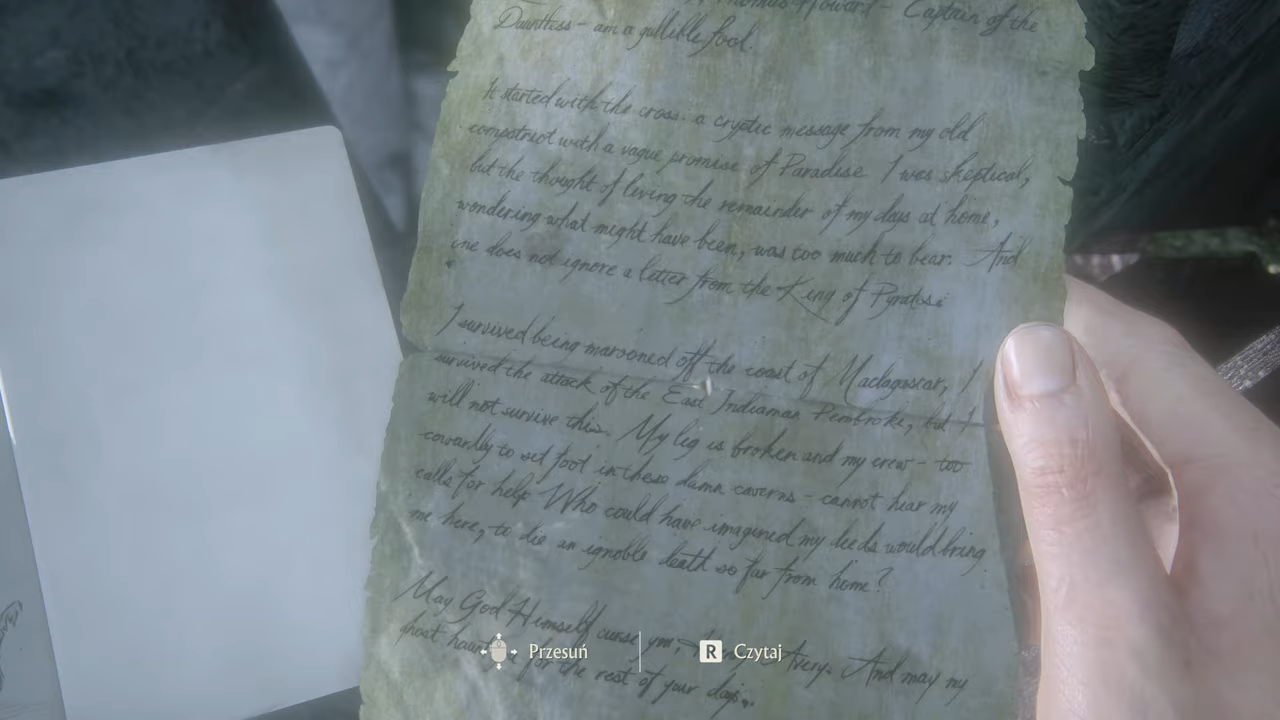 Thomas Howard - Captain of the
Dauntless - am a gullible fool.
It started with the cross. a cryptic message from my old
compatriot with a vague promise of Paradise I was skeptical,
but the thought of living the remainder of my days at home,
wondering what might have been, was too much to bear. And
one does not ignore a letter from the King of Pyrates.
I survived being marooned off the coast of Madagascar, I
survived the attack of the East Indiaman Pembroke, but I
will not survive this. My leg is broken and my crew - too
cowardly to set foot in these damn caverns - cannot hear my
calls for help. Who could have imagined my deeds would bring
me here, to die an ignoble death so far from home?
May God Himself curse you, Avery. And may my
ghost for the rest of your days.
Przesuń
R Czytaj